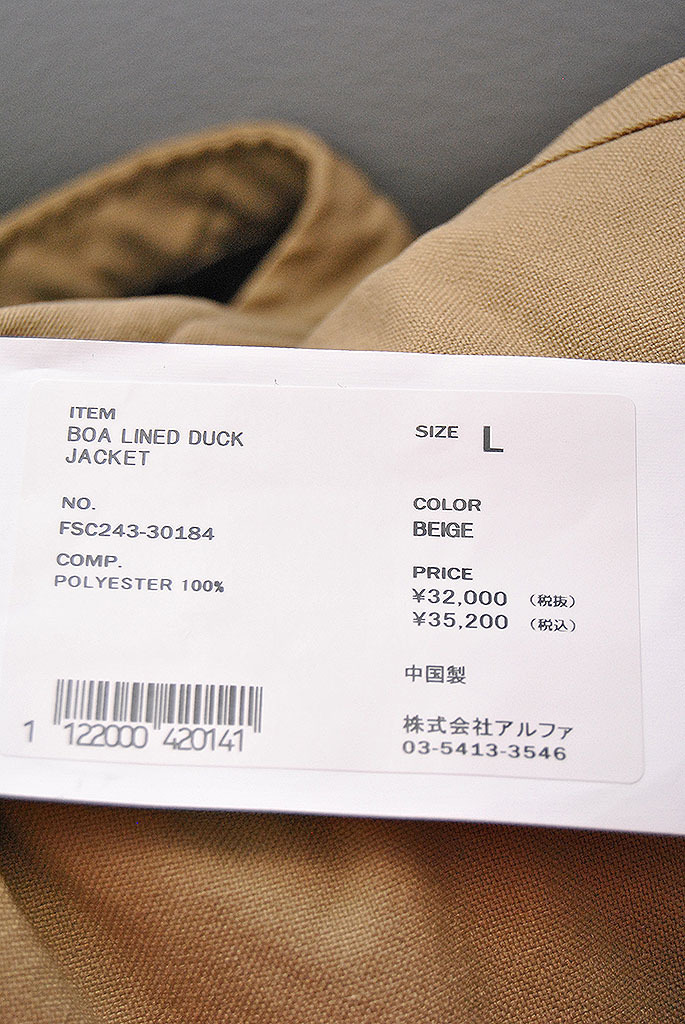 ITEM
BOA LINED DUCK
JACKET
SIZE L
NO.
FSC243-30184
COLOR
BEIGE
COMP.
POLYESTER 100%
PRICE
¥32,000 (税抜)
¥35,200 (税込)
中国製
株式会社アルファ
03-5413-3546
1 122000 420141